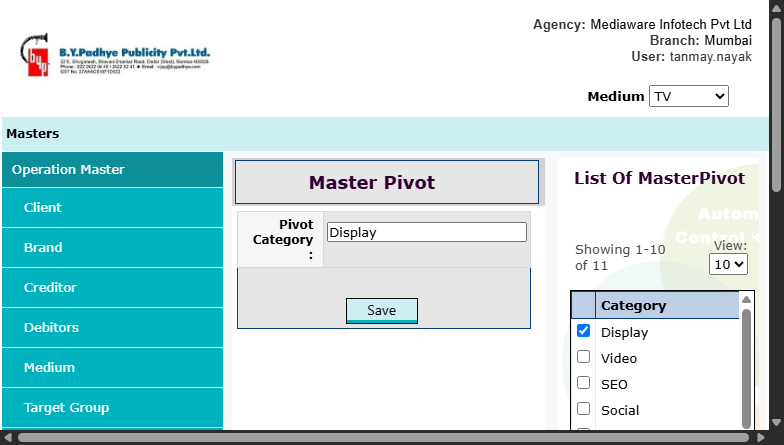 Agency: Mediaware Infotech Pvt Ltd
Branch: Mumbai
User: tanmay.nayak
B.Y.Padhye Publicity Pvt.Ltd.
Medium TV
Masters
Operation Master
Client
Brand
Creditor
Debitors
Medium
Target Group
Master Pivot
Pivot
Category
:
Display
Save
List Of MasterPivot
Autom
Control +
Showing 1-10
of 11
View:
10
Category
Display
Video
SEO
Social